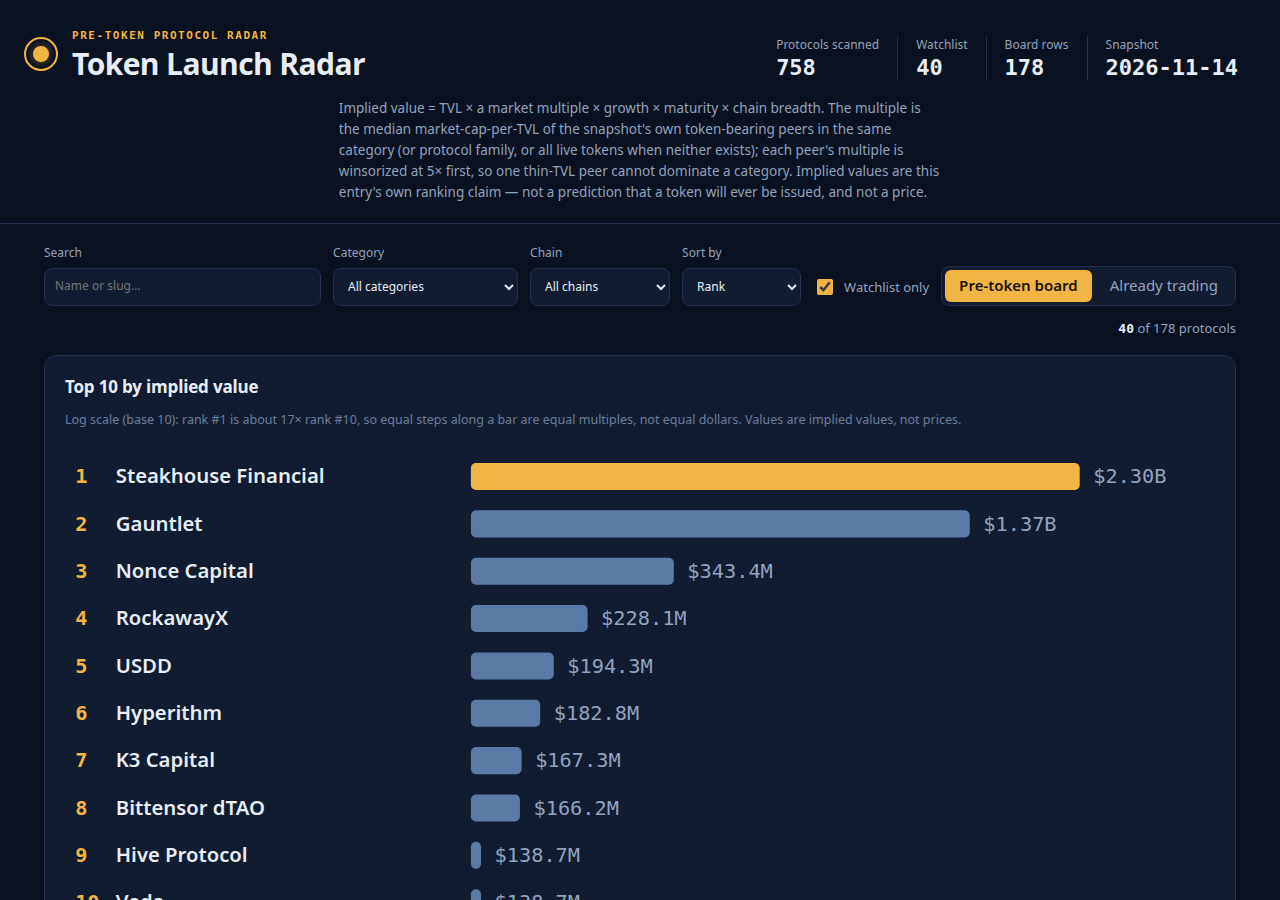 PRE-TOKEN PROTOCOL RADAR
Token Launch Radar
Protocols scanned
758
Watchlist
40
Board rows
178
Snapshot
2026-11-14
Implied value = TVL × a market multiple × growth × maturity × chain breadth. The multiple is
the median market-cap-per-TVL of the snapshot's own token-bearing peers in the same
category (or protocol family, or all live tokens when neither exists); each peer's multiple is
winsorized at 5× first, so one thin-TVL peer cannot dominate a category. Implied values are this
entry's own ranking claim — not a prediction that a token will ever be issued, and not a price.
Search
Name or slug...
Category
All categories
Chain
All chains
Sort by
Rank
Watchlist only
Pre-token board
Already trading
40 of 178 protocols
Top 10 by implied value
Log scale (base 10): rank #1 is about 17× rank #10, so equal steps along a bar are equal multiples, not equal dollars. Values are implied values, not prices.
1 Steakhouse Financial $2.30B
2 Gauntlet $1.37B
3 Nonce Capital $343.4M
4 RockawayX $228.1M
5 USDD $194.3M
6 Hyperithm $182.8M
7 K3 Capital $167.3M
8 Bittensor dTAO $166.2M
9 Hive Protocol $138.7M
10 Veda $138.7M